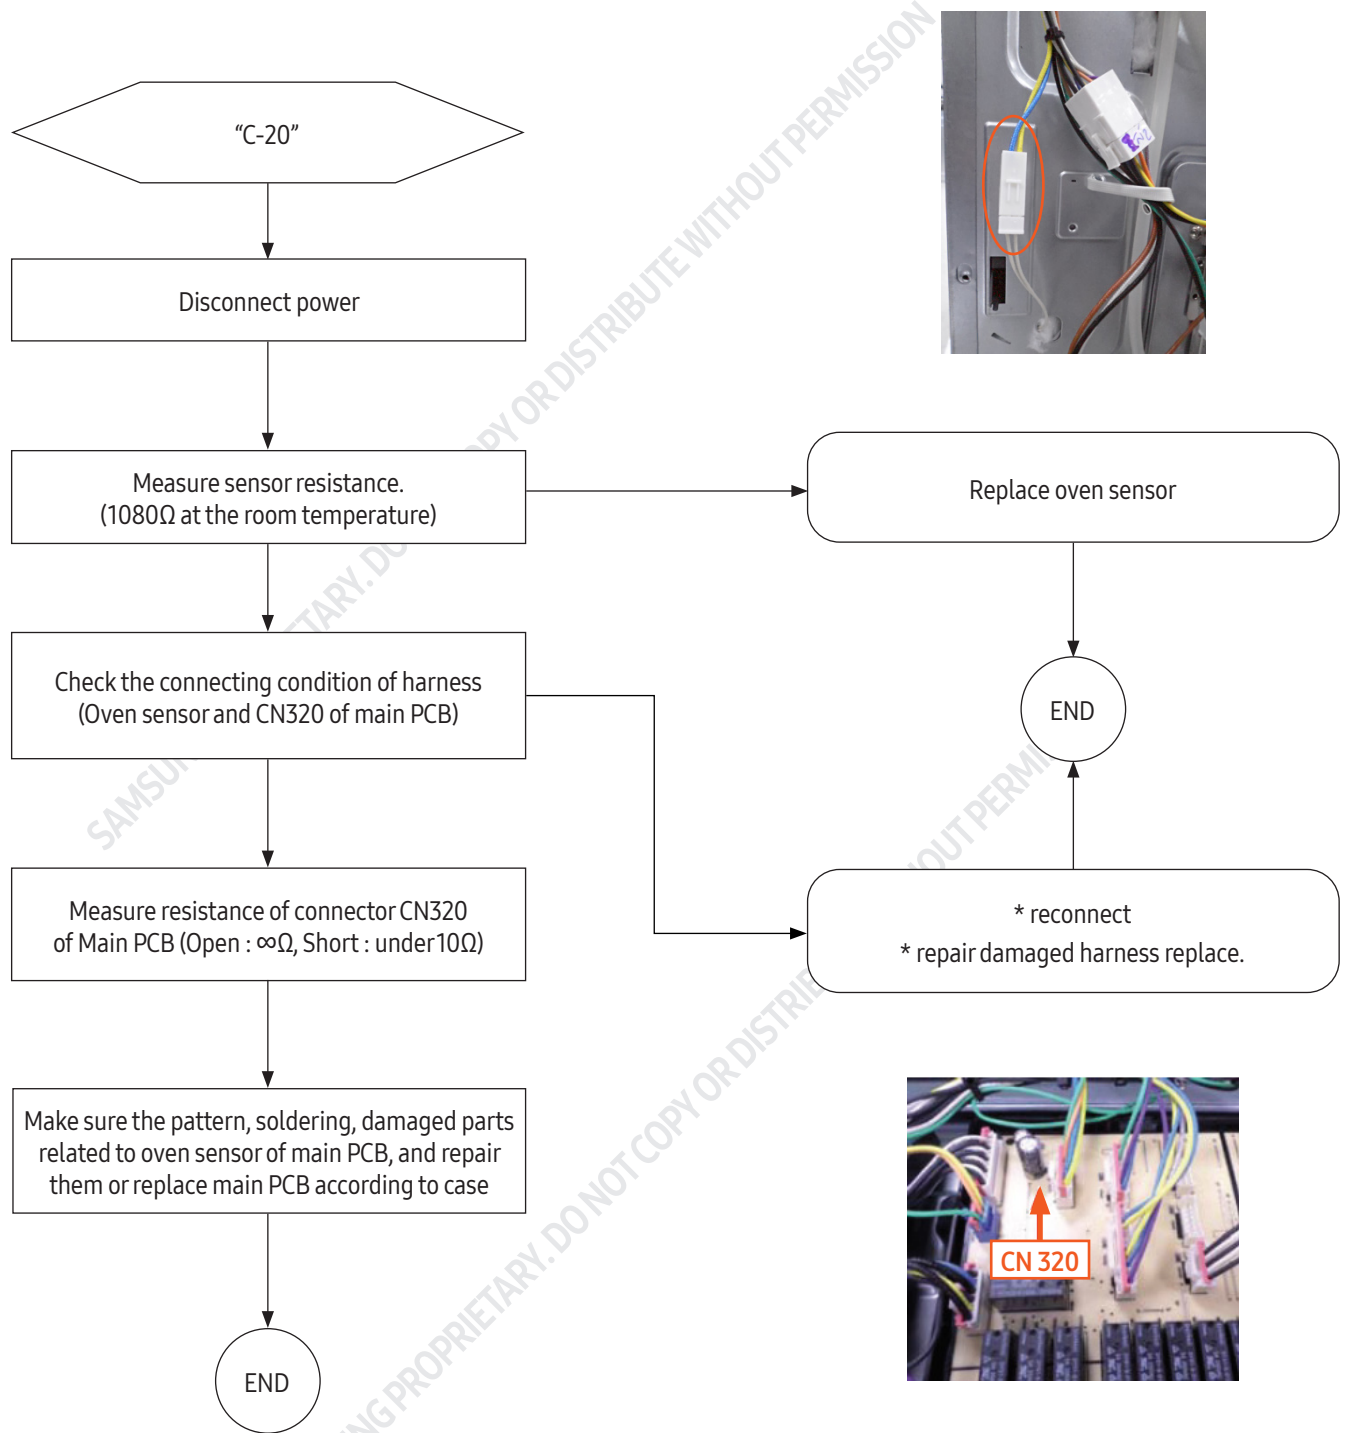 “C-20”
Disconnect power
Measure sensor resistance.
(1080Ω at the room temperature)
Replace oven sensor
Check the connecting condition of harness
(Oven sensor and CN320 of main PCB)
END
Measure resistance of connector CN320
of Main PCB (Open : ∞Ω, Short : under10Ω)
* reconnect
* repair damaged harness replace.
Make sure the pattern, soldering, damaged parts
related to oven sensor of main PCB, and repair
them or replace main PCB according to case
CN 320
END